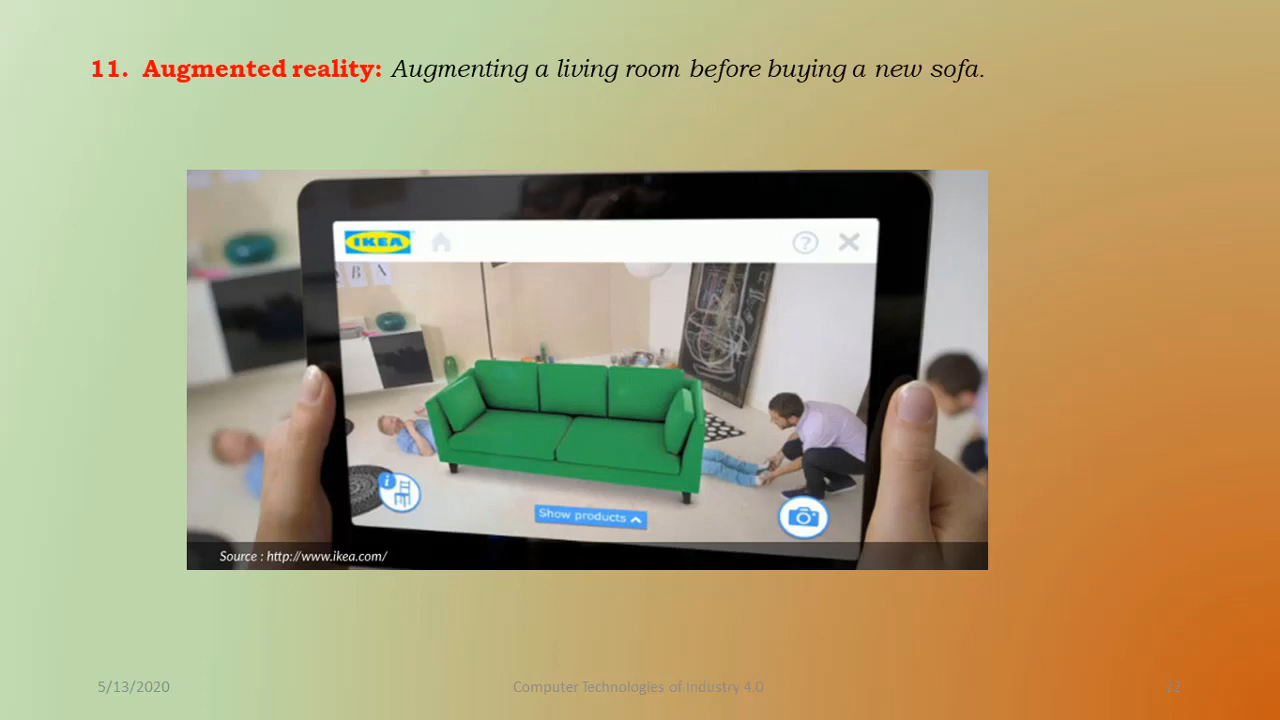 11. Augmented reality: Augmenting a living room before buying a new sofa.
IKEA
?
B A
i
Show products
Source : http://www.ikea.com/
5/13/2020
Computer Technologies of Industry 4.0
12